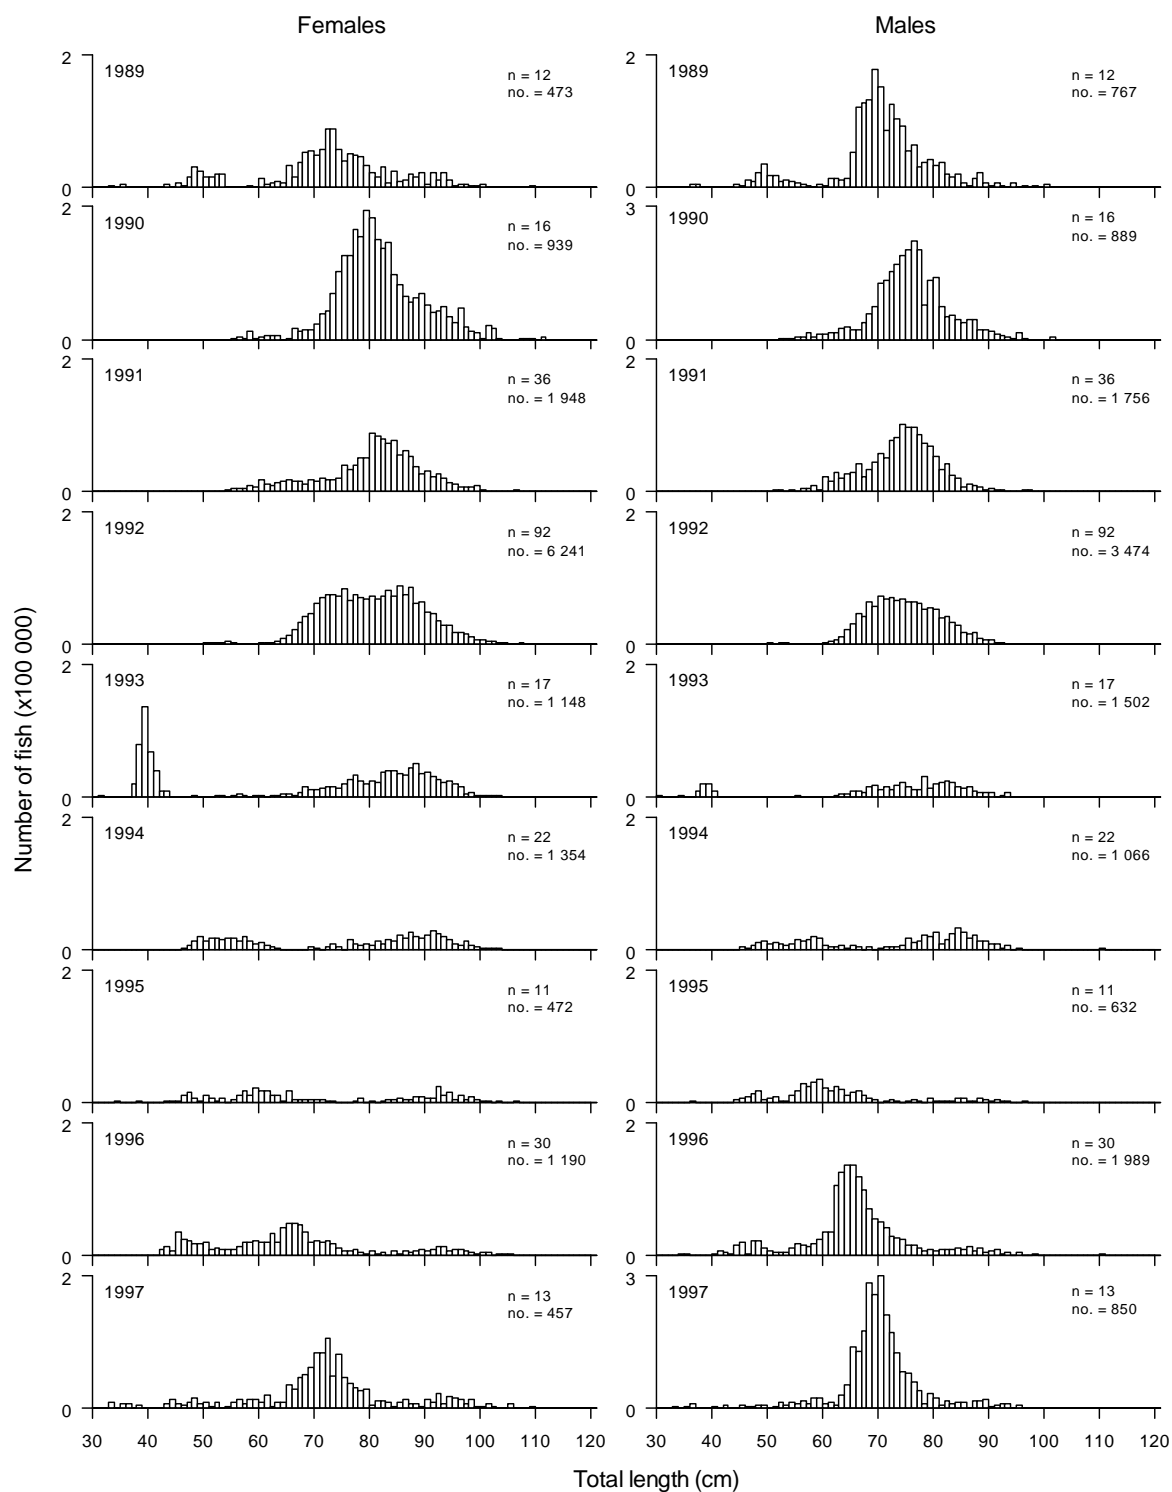 Females Males
2 1989 n = 12 no. = 473 0
2 1989 n = 12 no. = 767 0
2 1990 n = 16 no. = 939 0
3 1990 n = 16 no. = 889 0
2 1991 n = 36 no. = 1 948 0
2 1991 n = 36 no. = 1 756 0
2 1992 n = 92 no. = 6 241 0
2 1992 n = 92 no. = 3 474 0
2 1993 n = 17 no. = 1 148 0
2 1993 n = 17 no. = 1 502 0
2 1994 n = 22 no. = 1 354 0
2 1994 n = 22 no. = 1 066 0
2 1995 n = 11 no. = 472 0
2 1995 n = 11 no. = 632 0
2 1996 n = 30 no. = 1 190 0
2 1996 n = 30 no. = 1 989 0
2 1997 n = 13 no. = 457 0
3 1997 n = 13 no. = 850 0
30 40 50 60 70 80 90 100 110 120
30 40 50 60 70 80 90 100 110 120
Number of fish (x100 000)
Total length (cm)